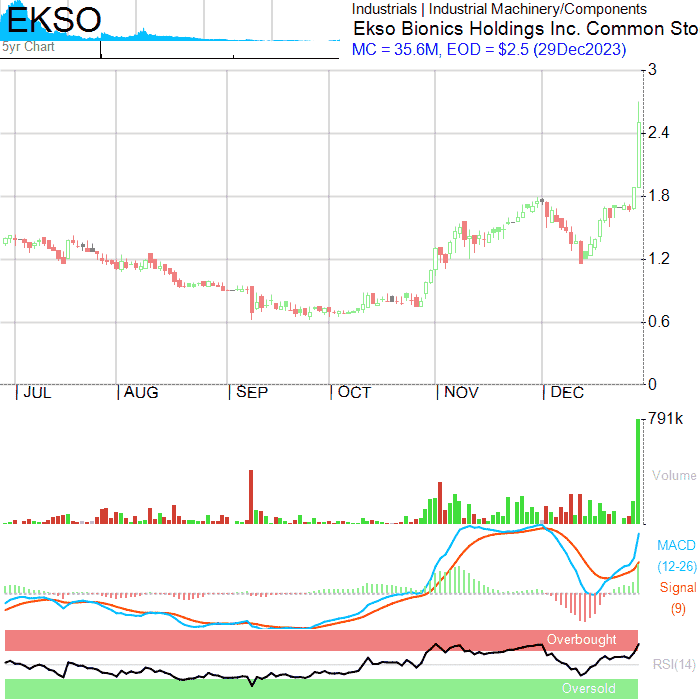 EKSO
5yr Chart
Industrials | Industrial Machinery/Components
Ekso Bionics Holdings Inc. Common Sto
MC = 35.6M, EOD = $2.5 (29Dec2023)
3
2.4
1.8
1.2
0.6
0
| JUL | AUG | SEP | OCT | NOV | DEC
791k
Volume
MACD
(12-26)
Signal
(9)
Overbought
RSI(14)
Oversold